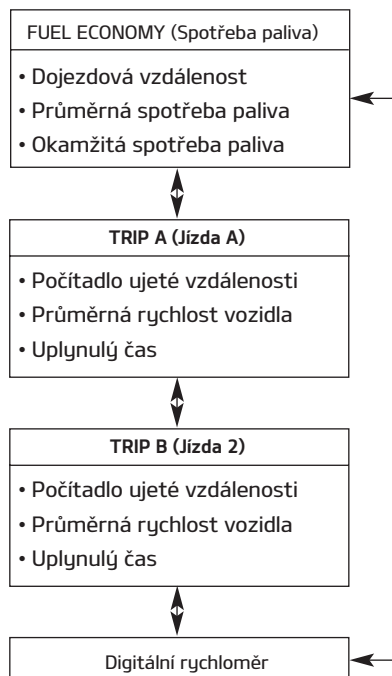 FUEL ECONOMY (Spotřeba paliva)
• Dojezdová vzdálenost
• Průměrná spotřeba paliva
• Okamžitá spotřeba paliva
TRIP A (Jízda A)
• Počítadlo ujeté vzdálenosti
• Průměrná rychlost vozidla
• Uplynulý čas
TRIP B (Jízda 2)
• Počítadlo ujeté vzdálenosti
• Průměrná rychlost vozidla
• Uplynulý čas
Digitální rychloměr